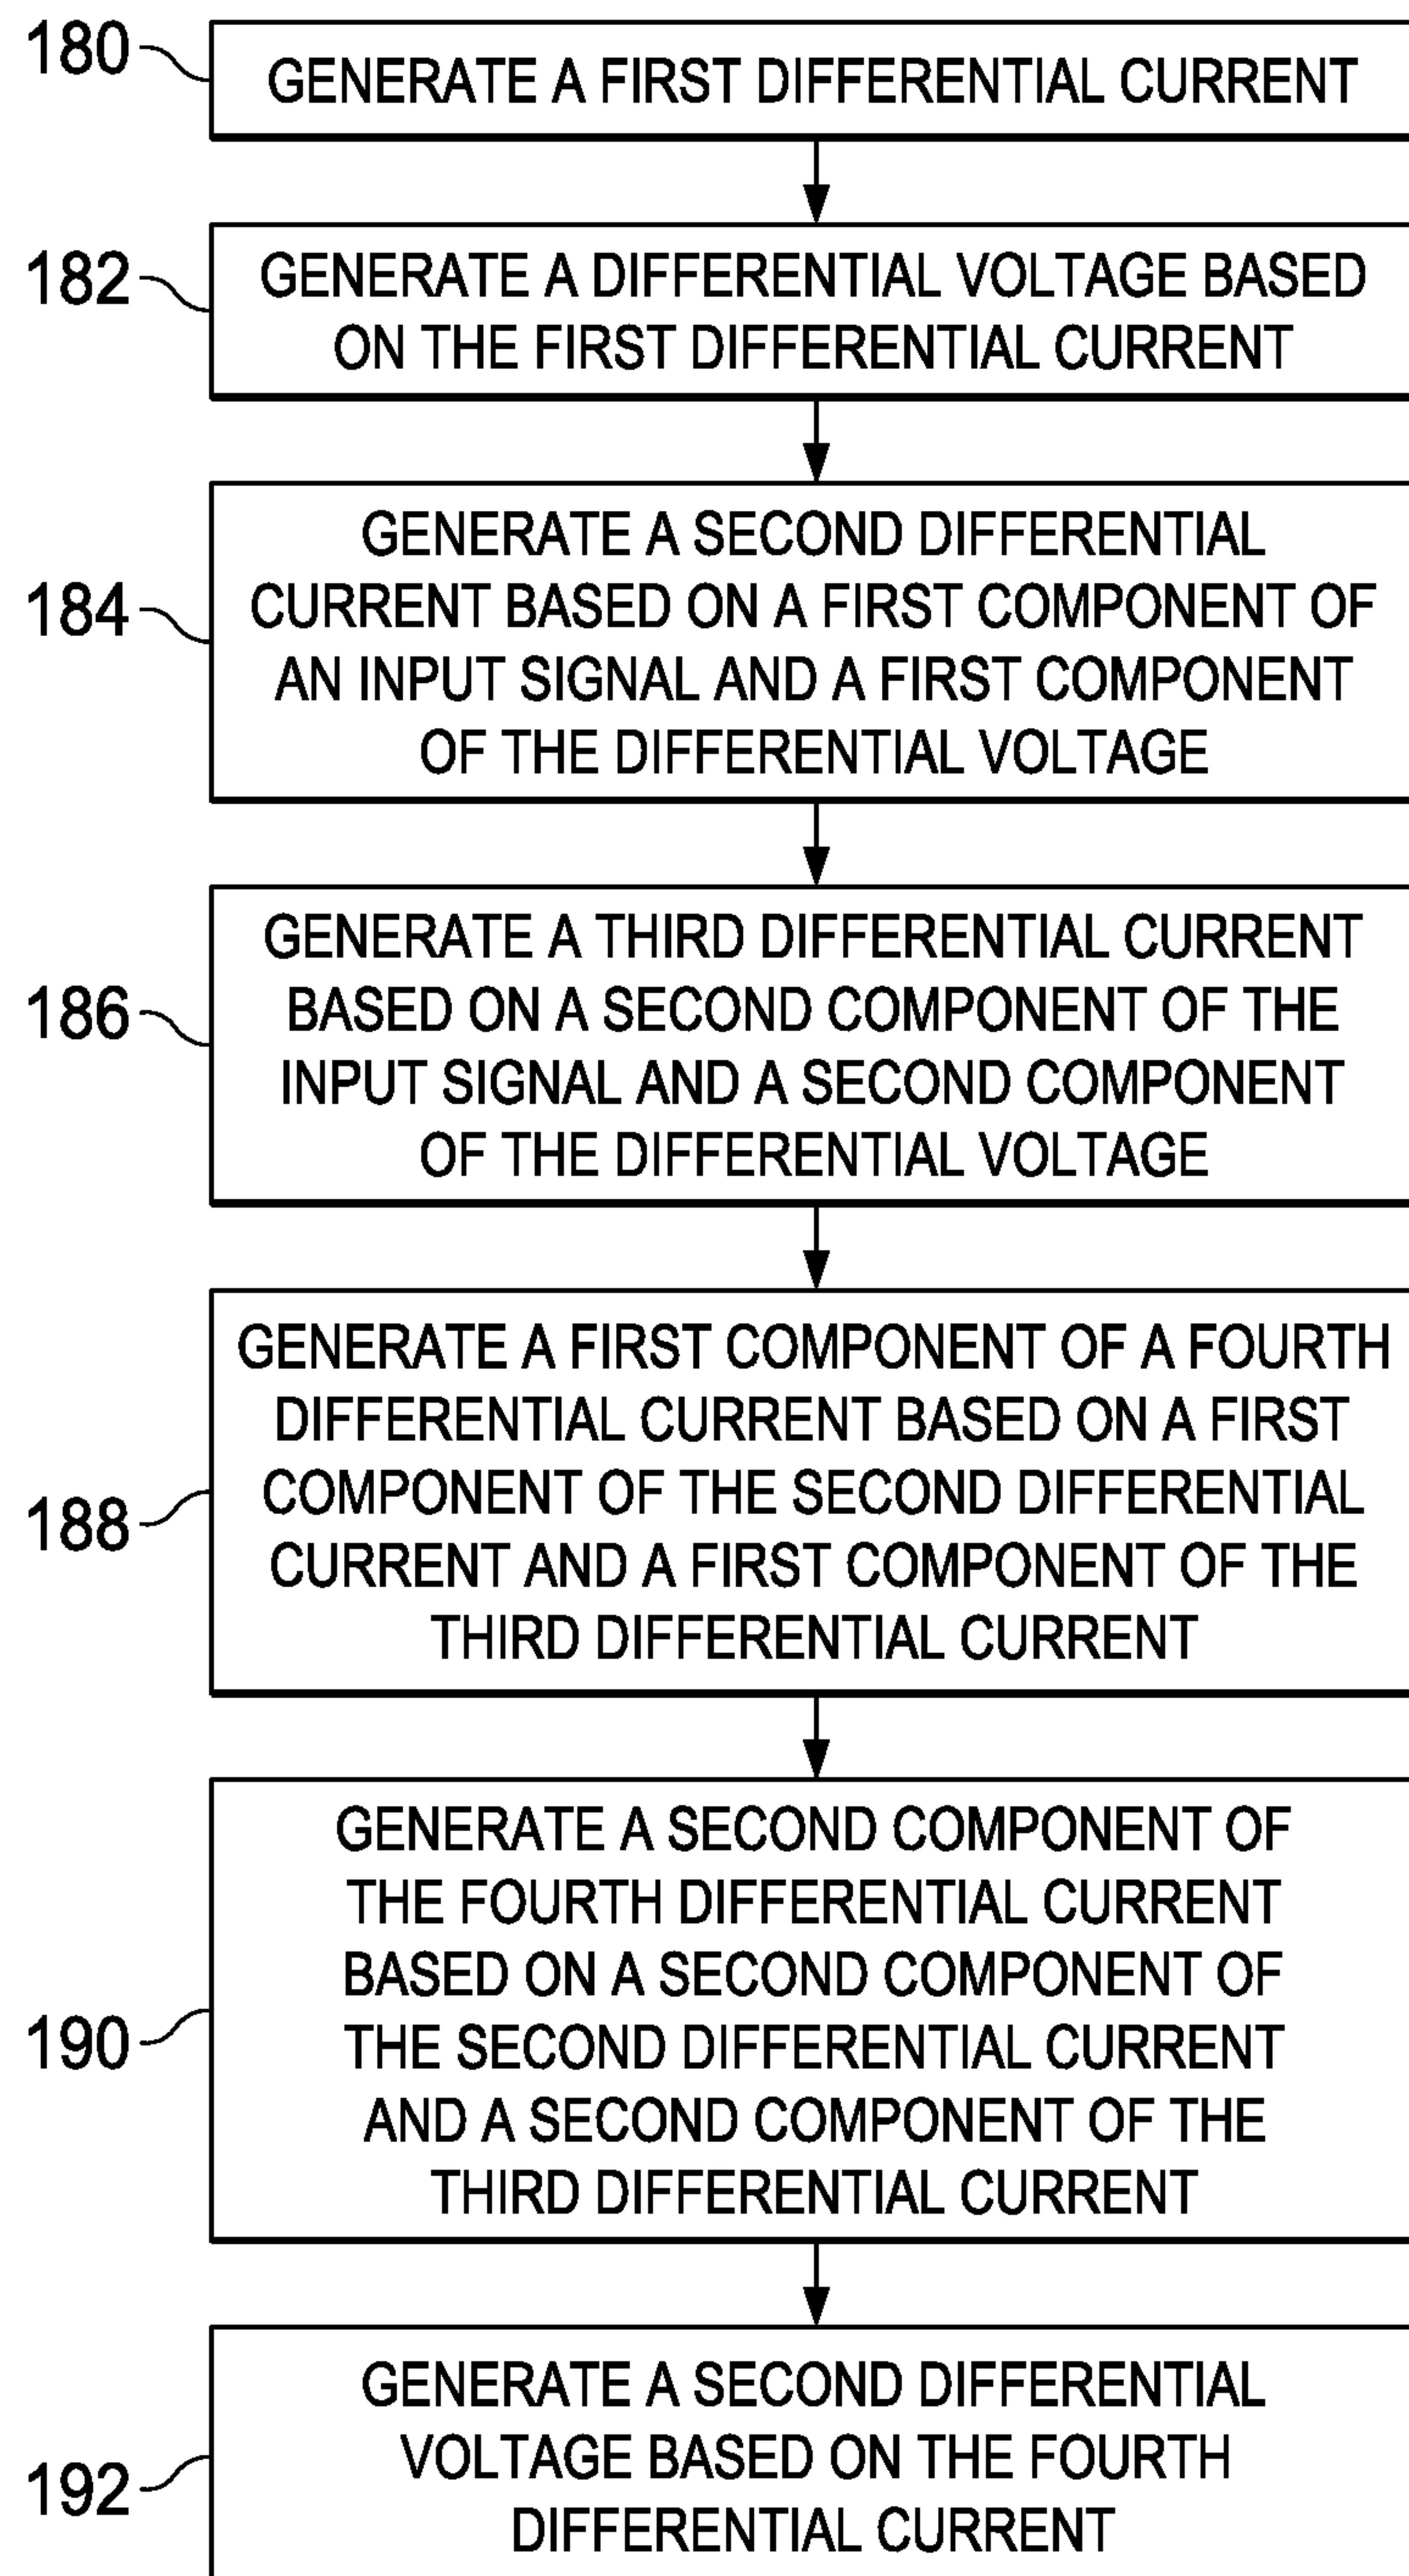 180
GENERATE A FIRST DIFFERENTIAL CURRENT
182
GENERATE A DIFFERENTIAL VOLTAGE BASED
ON THE FIRST DIFFERENTIAL CURRENT
184
GENERATE A SECOND DIFFERENTIAL
CURRENT BASED ON A FIRST COMPONENT OF
AN INPUT SIGNAL AND A FIRST COMPONENT
OF THE DIFFERENTIAL VOLTAGE
186
GENERATE A THIRD DIFFERENTIAL CURRENT
BASED ON A SECOND COMPONENT OF THE
INPUT SIGNAL AND A SECOND COMPONENT
OF THE DIFFERENTIAL VOLTAGE
188
GENERATE A FIRST COMPONENT OF A FOURTH
DIFFERENTIAL CURRENT BASED ON A FIRST
COMPONENT OF THE SECOND DIFFERENTIAL
CURRENT AND A FIRST COMPONENT OF THE
THIRD DIFFERENTIAL CURRENT
190
GENERATE A SECOND COMPONENT OF
THE FOURTH DIFFERENTIAL CURRENT
BASED ON A SECOND COMPONENT OF
THE SECOND DIFFERENTIAL CURRENT
AND A SECOND COMPONENT OF THE
THIRD DIFFERENTIAL CURRENT
192
GENERATE A SECOND DIFFERENTIAL
VOLTAGE BASED ON THE FOURTH
DIFFERENTIAL CURRENT